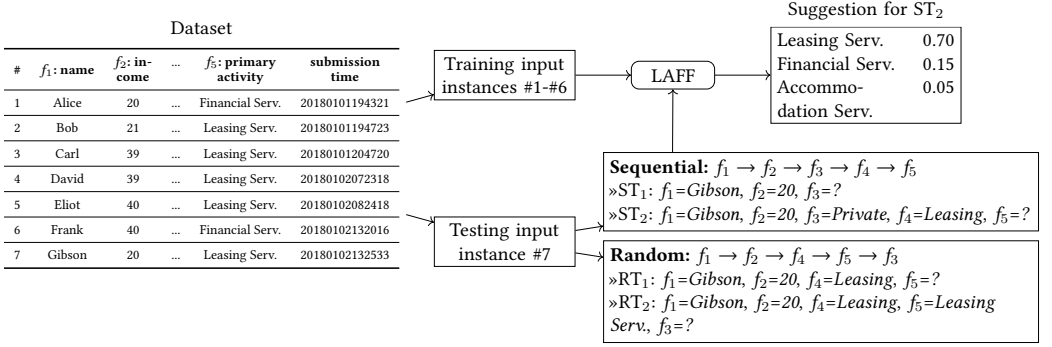 Dataset
# f1: name f2: in- come ... f5: primary activity submission time
1 Alice 20 ... Financial Serv. 20180101194321
2 Bob 21 ... Leasing Serv. 20180101194723
3 Carl 39 ... Leasing Serv. 20180101204720
4 David 39 ... Leasing Serv. 20180102072318
5 Eliot 40 ... Leasing Serv. 20180102082418
6 Frank 40 ... Financial Serv. 20180102132016
7 Gibson 20 ... Leasing Serv. 20180102132533
Training input
instances #1-#6
LAFF
Suggestion for ST2
Leasing Serv. 0.70
Financial Serv. 0.15
Accommo- 0.05
dation Serv.
Testing input
instance #7
Sequential: f1 → f2 → f3 → f4 → f5
»ST1: f1=Gibson, f2=20, f3=?
»ST2: f1=Gibson, f2=20, f3=Private, f4=Leasing, f5=?
Random: f1 → f2 → f4 → f5 → f3
»RT1: f1=Gibson, f2=20, f4=Leasing, f5=?
»RT2: f1=Gibson, f2=20, f4=Leasing, f5=Leasing
Serv., f3=?